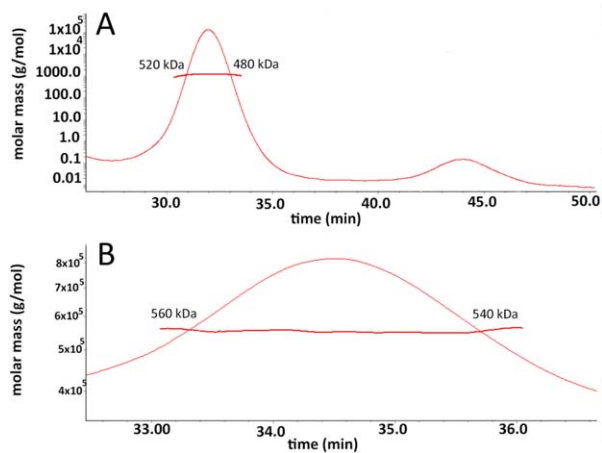 A
molar mass (g/mol)
1x10⁵
1x10⁴
1000.0
100.0
10.0
1.0
0.1
0.01
520 kDa
480 kDa
30.0
35.0
40.0
45.0
50.0
time (min)
B
molar mass (g/mol)
8x10⁵
7x10⁵
6x10⁵
5x10⁵
4x10⁵
560 kDa
540 kDa
33.00
34.0
35.0
36.0
time (min)